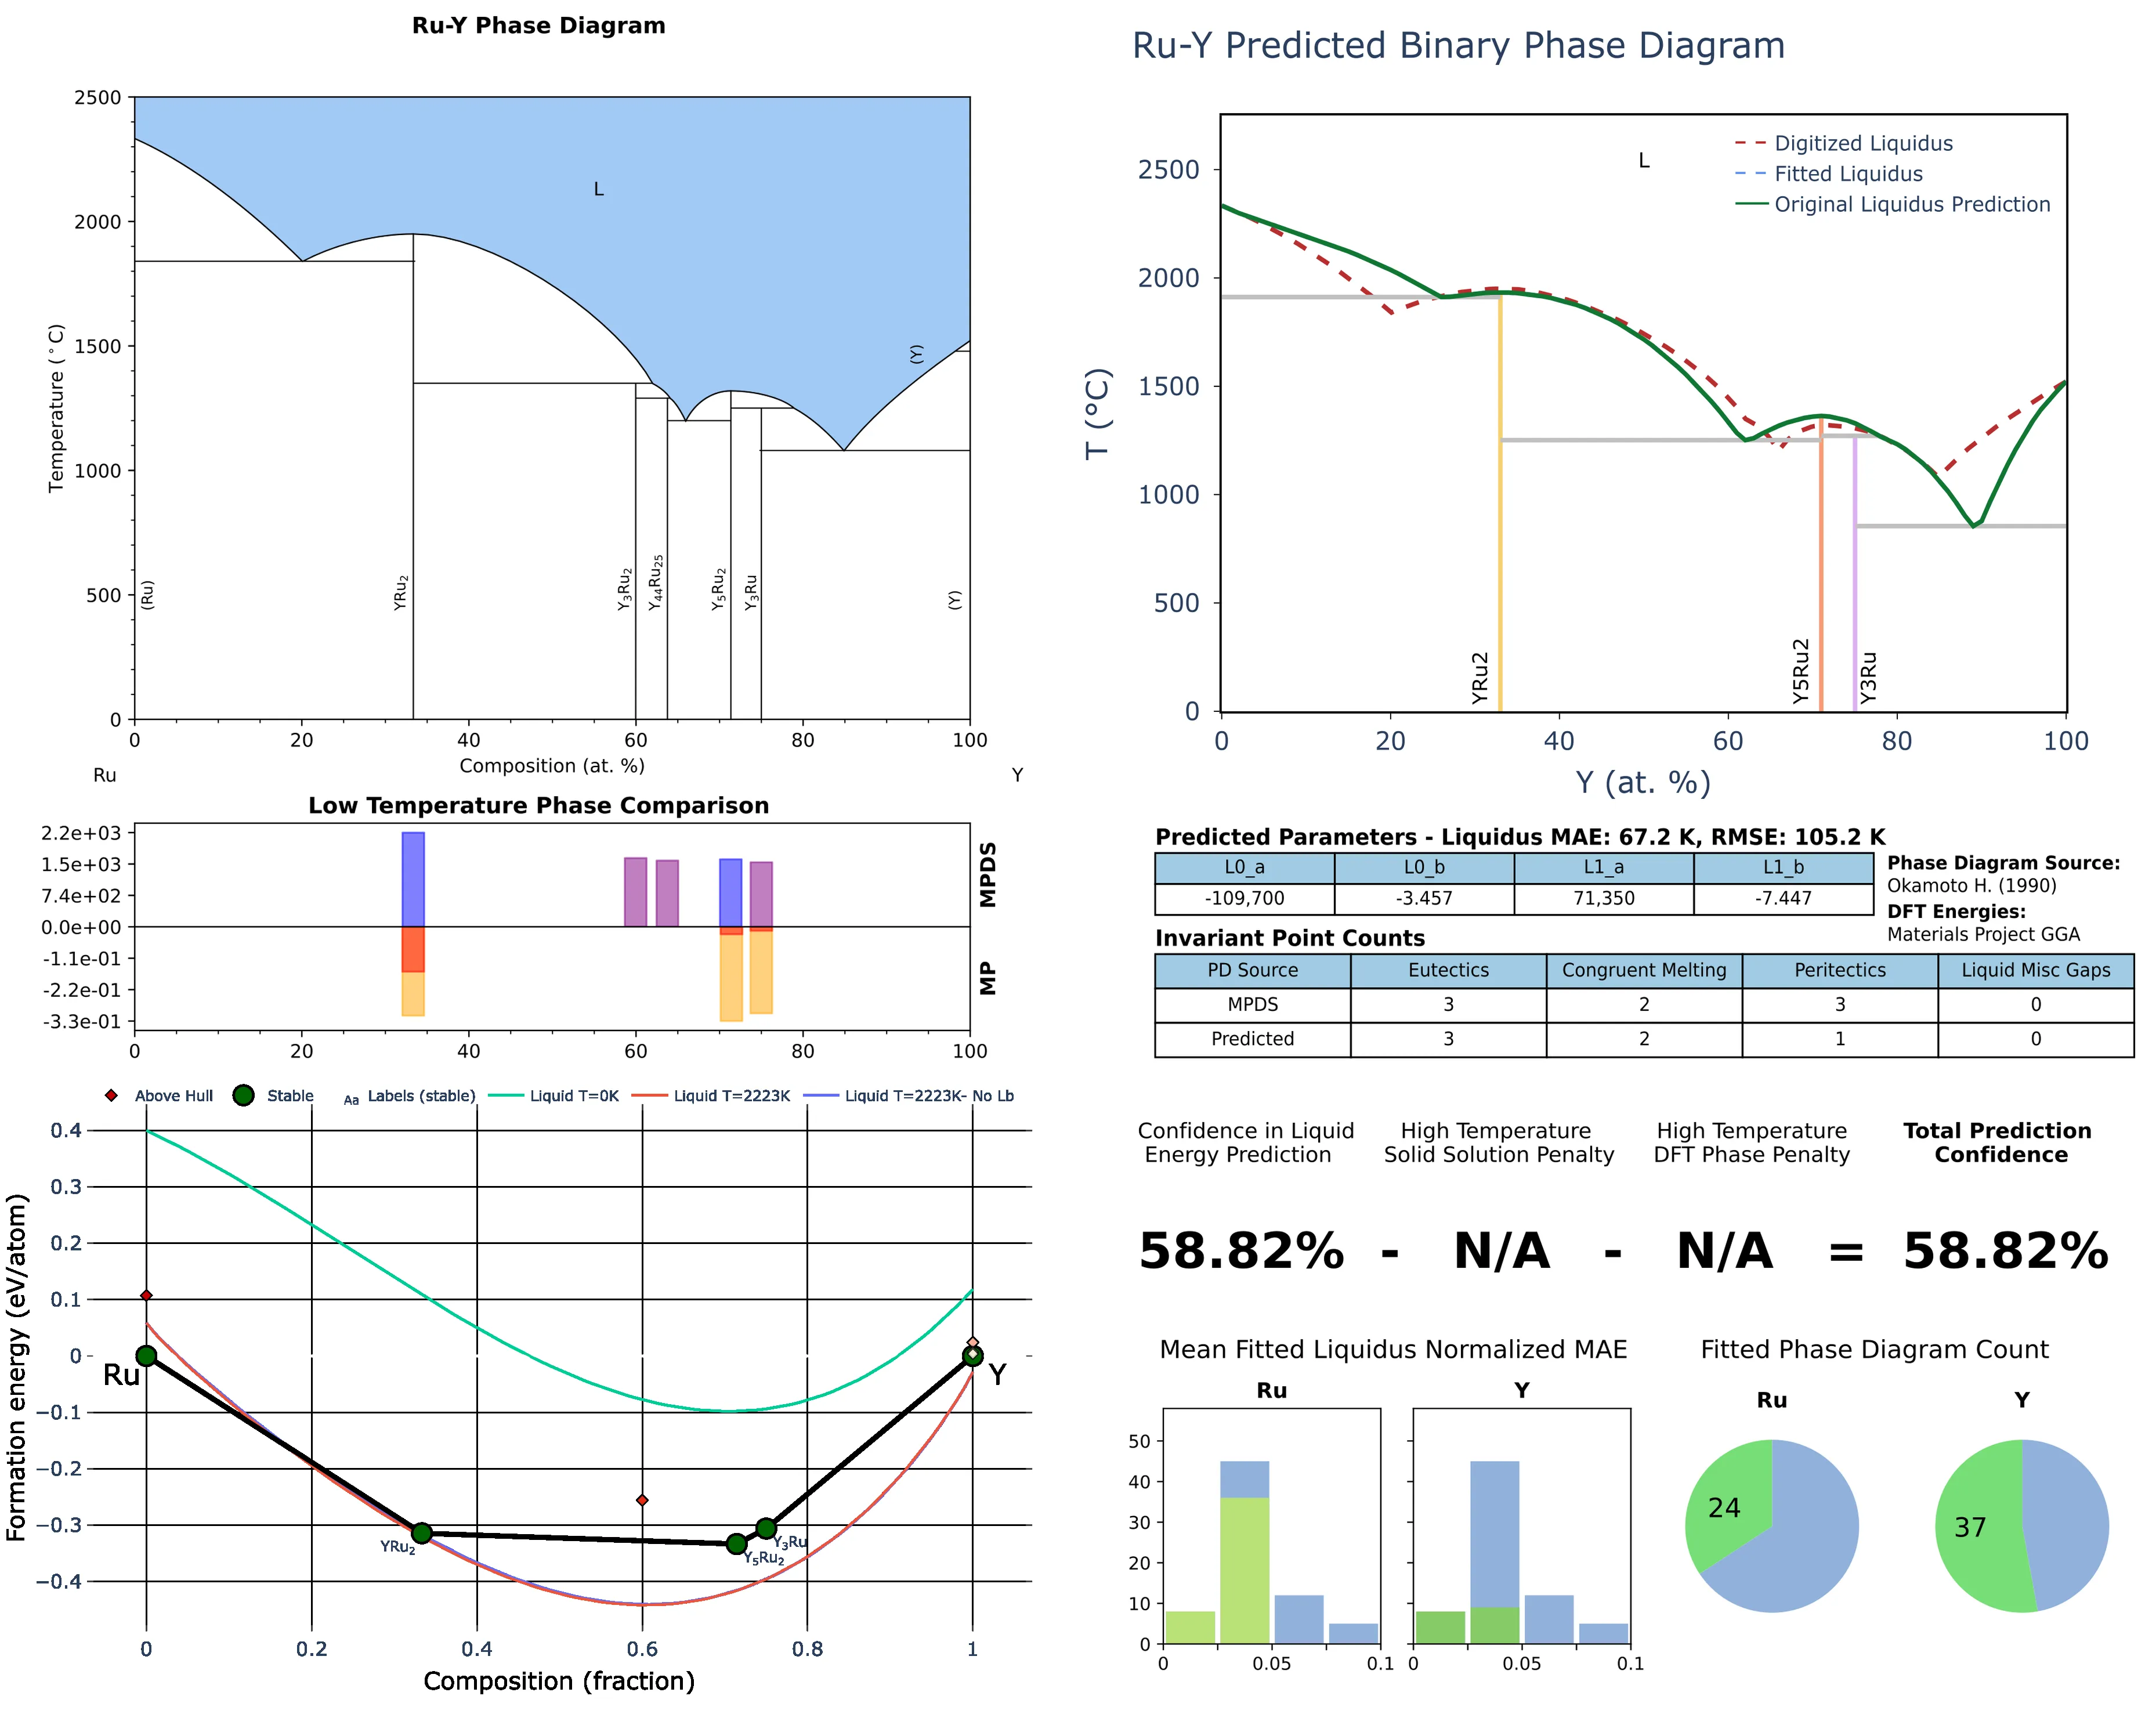 Ru-Y Phase Diagram
2500
2000
1500
1000
500
0
Temperature (°C)
L
(Y)
(Ru)
YRu2
Y3Ru2
Y44Ru25
Y5Ru2
Y3Ru
(Y)
0 20 40 60 80 100
Ru Composition (at. %) Y
Low Temperature Phase Comparison
2.2e+03
1.5e+03
7.4e+02
0.0e+00
-1.1e-01
-2.2e-01
-3.3e-01
MPDS
MP
0 20 40 60 80 100
Above Hull Stable Aa Labels (stable) Liquid T=0K Liquid T=2223K Liquid T=2223K- No Lb
0.4
0.3
0.2
0.1
0
−0.1
−0.2
−0.3
−0.4
Formation energy (eV/atom)
Ru
Y
YRu2
Y5Ru2
Y3Ru
0 0.2 0.4 0.6 0.8 1
Composition (fraction)
Ru-Y Predicted Binary Phase Diagram
2500
2000
1500
1000
500
0
T (°C)
L
Digitized Liquidus
Fitted Liquidus
Original Liquidus Prediction
YRu2
Y5Ru2
Y3Ru
0 20 40 60 80 100
Y (at. %)
Predicted Parameters - Liquidus MAE: 67.2 K, RMSE: 105.2 K
L0_a L0_b L1_a L1_b
-109,700 -3.457 71,350 -7.447
Phase Diagram Source:
Okamoto H. (1990)
DFT Energies:
Materials Project GGA
Invariant Point Counts
PD Source Eutectics Congruent Melting Peritectics Liquid Misc Gaps
MPDS 3 2 3 0
Predicted 3 2 1 0
Confidence in Liquid
Energy Prediction
High Temperature
Solid Solution Penalty
High Temperature
DFT Phase Penalty
Total Prediction
Confidence
58.82% - N/A - N/A = 58.82%
Mean Fitted Liquidus Normalized MAE
Ru
Y
50
40
30
20
10
0
0 0.05 0.1
0 0.05 0.1
Fitted Phase Diagram Count
Ru
Y
24
37